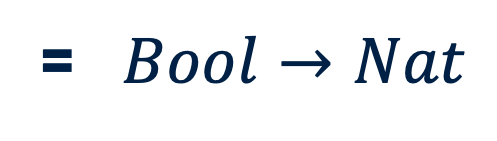 = Bool → Nat